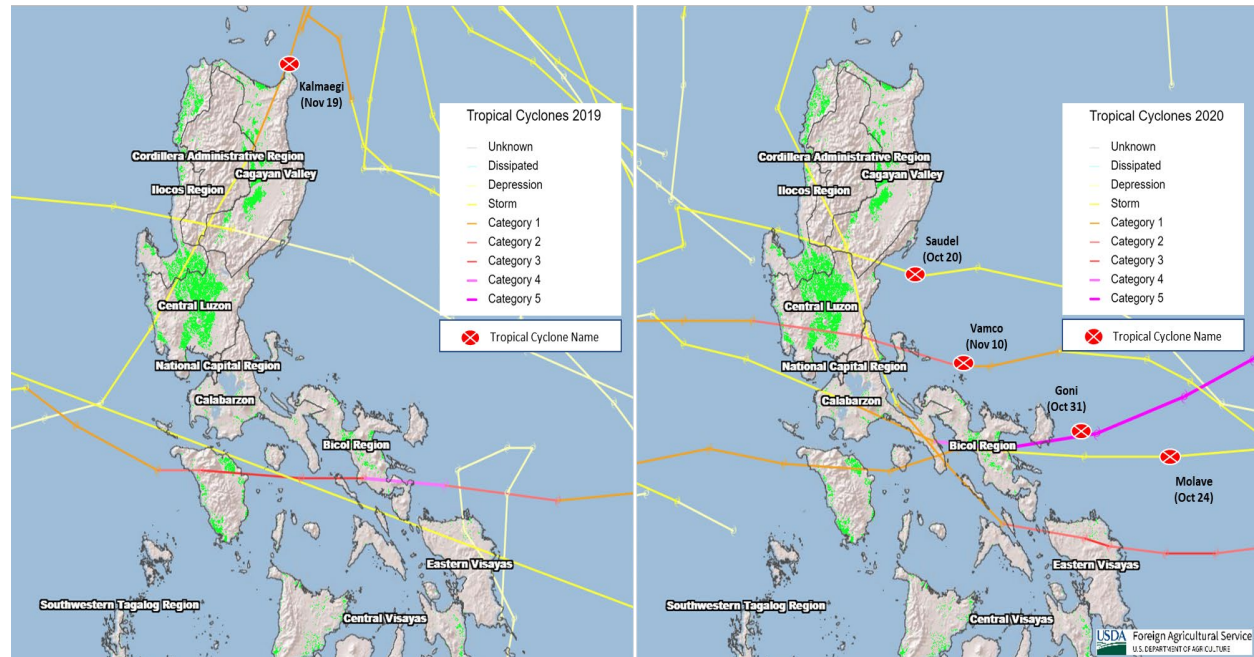 Kalmaegi
(Nov 19)
Tropical Cyclones 2019
Unknown
Dissipated
Depression
Storm
Category 1
Category 2
Category 3
Category 4
Category 5
Tropical Cyclone Name
Cordillera Administrative Region
Cagayan Valley
Ilocos Region
Central Luzon
National Capital Region
Calabarzon
Bicol Region
Eastern Visayas
Southwestern Tagalog Region
Central Visayas
Tropical Cyclones 2020
Unknown
Dissipated
Depression
Storm
Category 1
Category 2
Category 3
Category 4
Category 5
Tropical Cyclone Name
Cordillera Administrative Region
Cagayan Valley
Ilocos Region
Saudel
(Oct 20)
Central Luzon
Vamco
(Nov 10)
National Capital Region
Calabarzon
Goni
(Oct 31)
Bicol Region
Molave
(Oct 24)
Eastern Visayas
Southwestern Tagalog Region
Central Visayas
USDA
Foreign Agricultural Service
U.S. DEPARTMENT OF AGRICULTURE